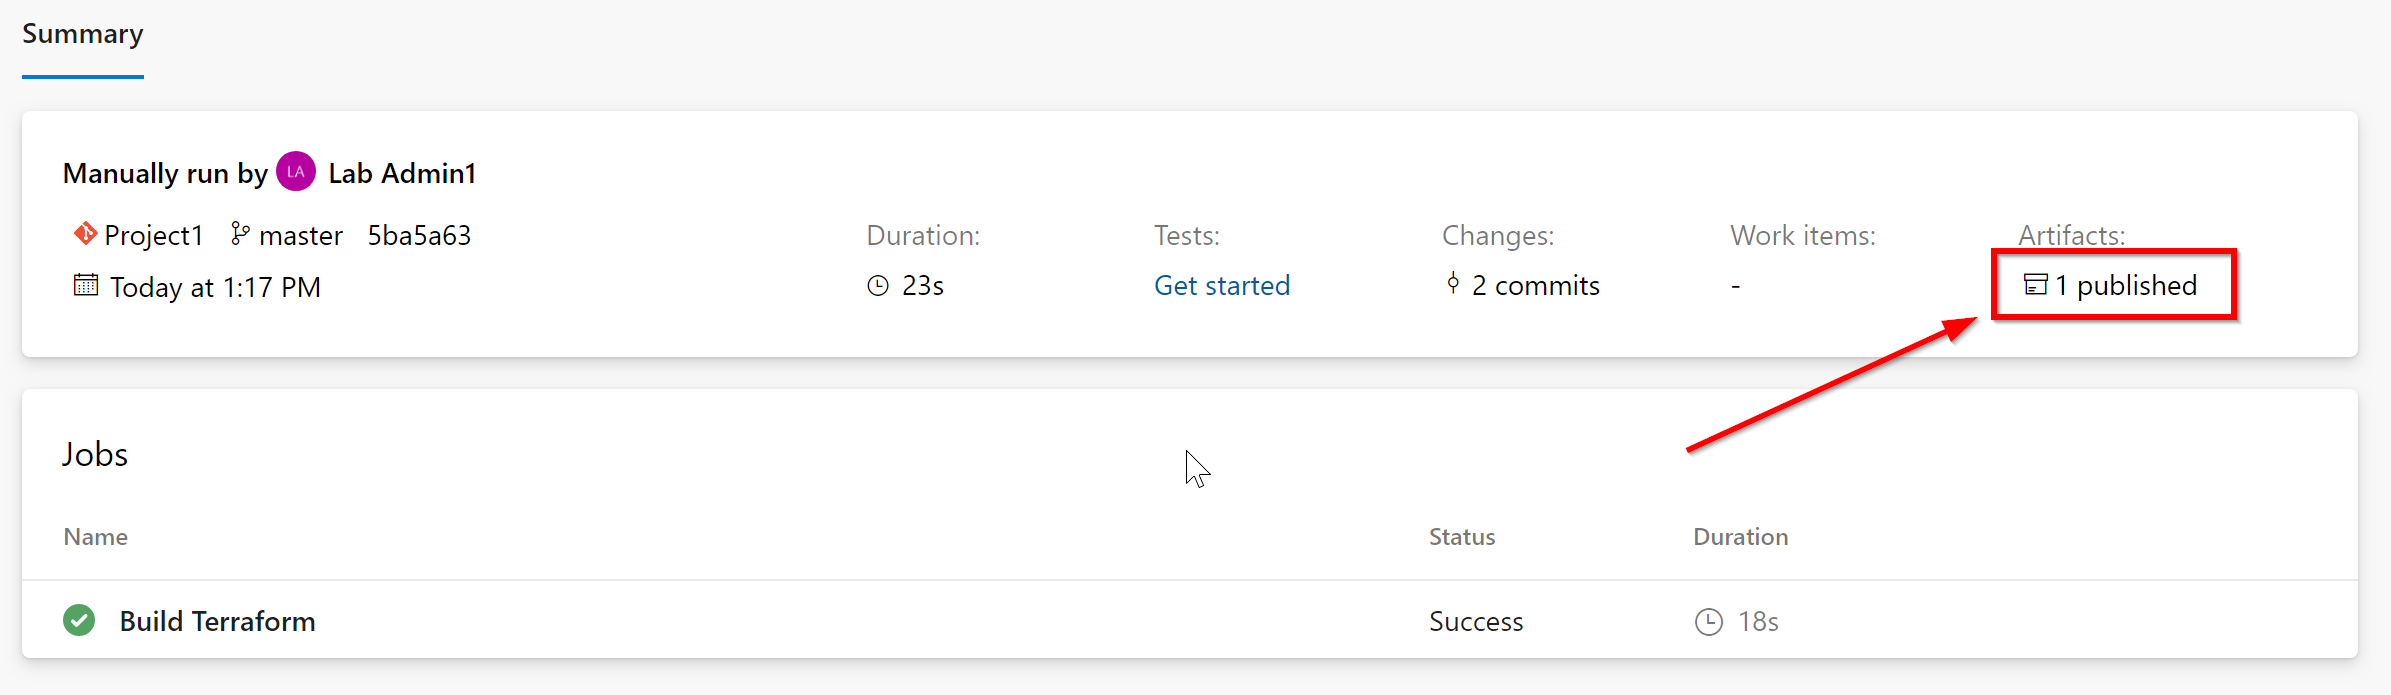 Summary
Manually run by LA Lab Admin1
Project1 master 5ba5a63
Today at 1:17 PM
Duration:
23s
Tests:
Get started
Changes:
2 commits
Work items:
-
Artifacts:
1 published
Jobs
Name Status Duration
Build Terraform Success 18s